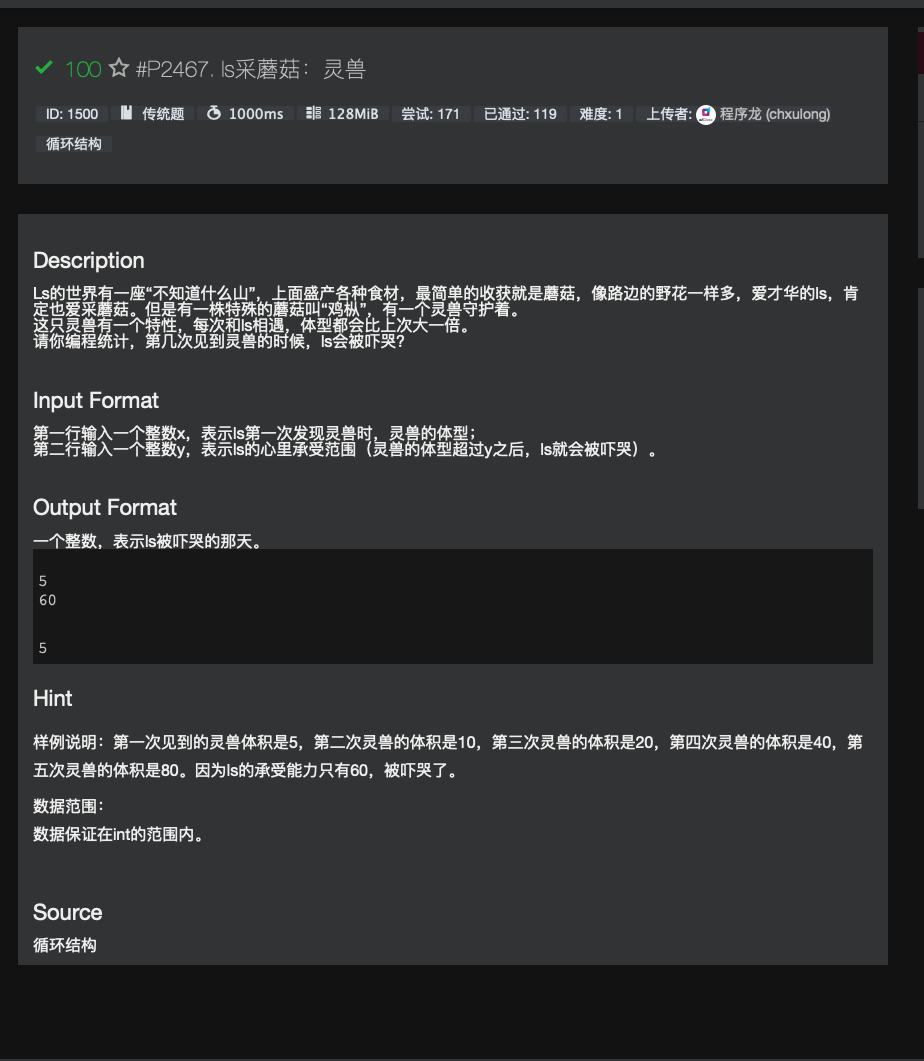 100 #P2467. ls采蘑菇：灵兽
ID: 1500 传统题 1000ms 128MiB 尝试: 171 已通过: 119 难度: 1 上传者: 程序龙 (chxulong)
循环结构
Description
Ls的世界有一座“不知道什么山”，上面盛产各种食材，最简单的收获就是蘑菇，像路边的野花一样多，爱才华的ls，肯
定也爱采蘑菇。但是有一株特殊的蘑菇叫“鸡枞”，有一个灵兽守护着。
这只灵兽有一个特性，每次和ls相遇，体型都会比上次大一倍。
请你编程统计，第几次见到灵兽的时候，ls会被吓哭？
Input Format
第一行输入一个整数x，表示ls第一次发现灵兽时，灵兽的体型；
第二行输入一个整数y，表示ls的心里承受范围（灵兽的体型超过y之后，ls就会被吓哭）。
Output Format
一个整数，表示ls被吓哭的那天。
5
60
5
Hint
样例说明：第一次见到的灵兽体积是5，第二次灵兽的体积是10，第三次灵兽的体积是20，第四次灵兽的体积是40，第
五次灵兽的体积是80。因为ls的承受能力只有60，被吓哭了。
数据范围：
数据保证在int的范围内。
Source
循环结构